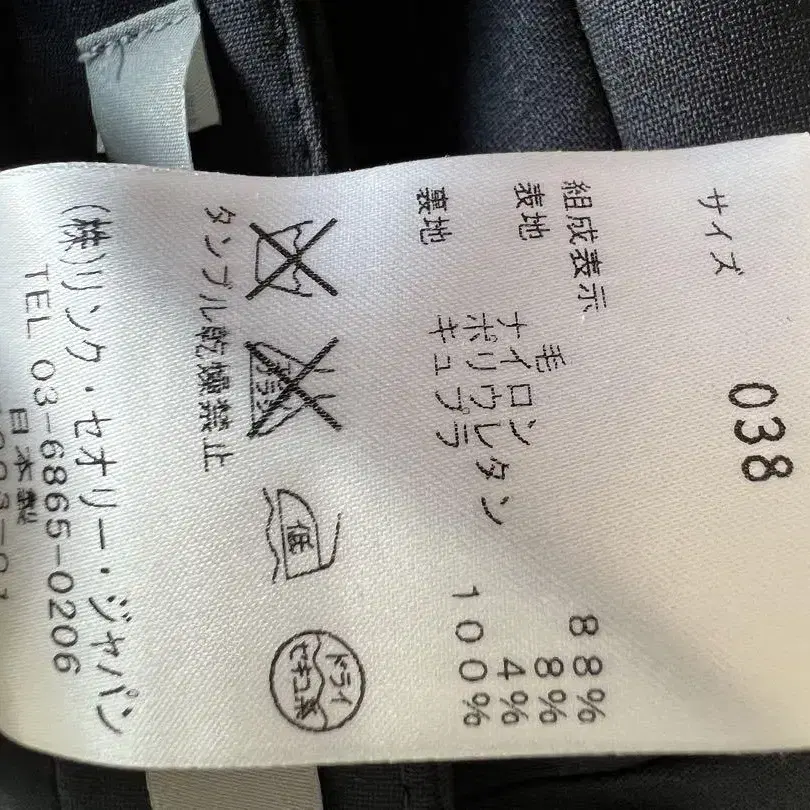 サイズ 038
組成表示
表地 毛 88%
ナイロン 8%
ポリウレタン 4%
裏地 キュプラ 100%
低
ドライ
セキユ系
タンブル乾燥禁止
(株)リンク・セオリー・ジャパン
TEL 03-6865-0206
日本製